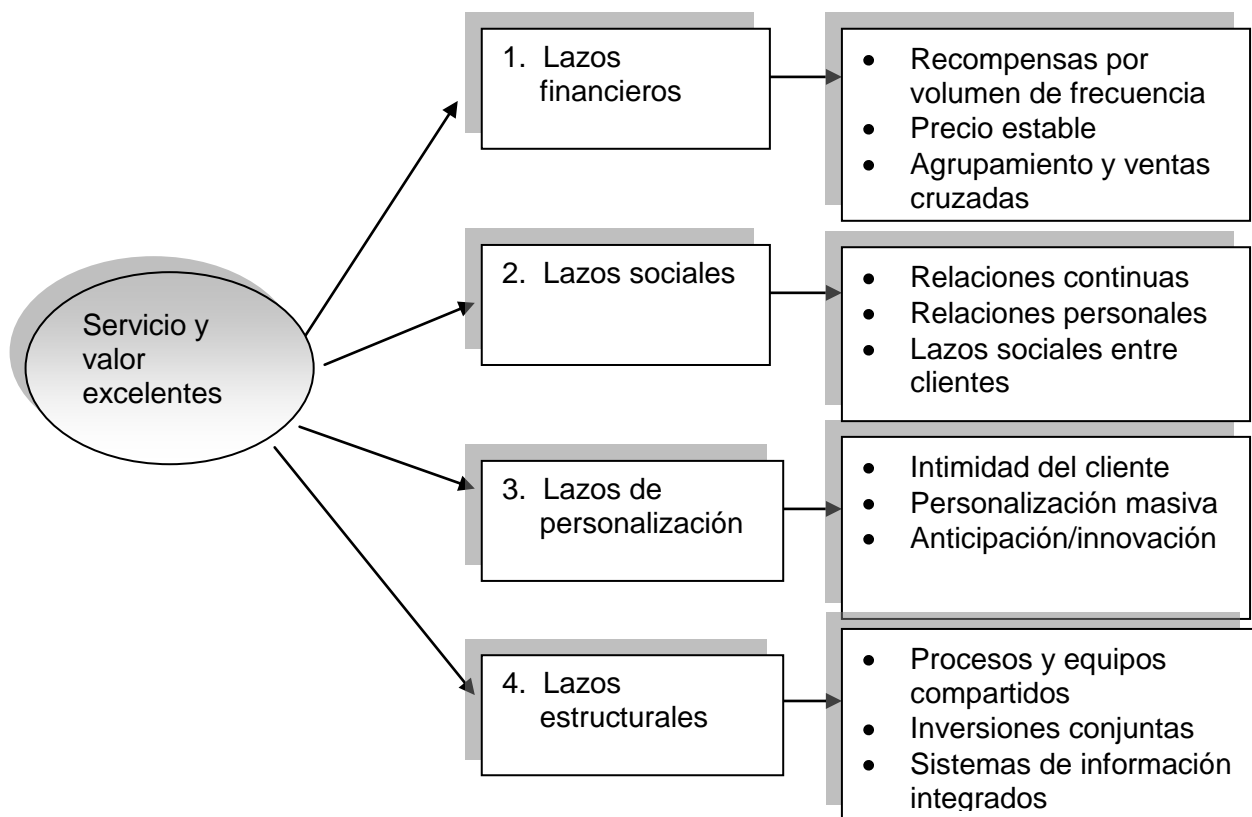 Servicio y
valor
excelentes
1. Lazos
financieros
• Recompensas por
volumen de frecuencia
• Precio estable
• Agrupamiento y ventas
cruzadas
2. Lazos sociales
• Relaciones continuas
• Relaciones personales
• Lazos sociales entre
clientes
3. Lazos de
personalización
• Intimidad del cliente
• Personalización masiva
• Anticipación/innovación
4. Lazos
estructurales
• Procesos y equipos
compartidos
• Inversiones conjuntas
• Sistemas de información
integrados